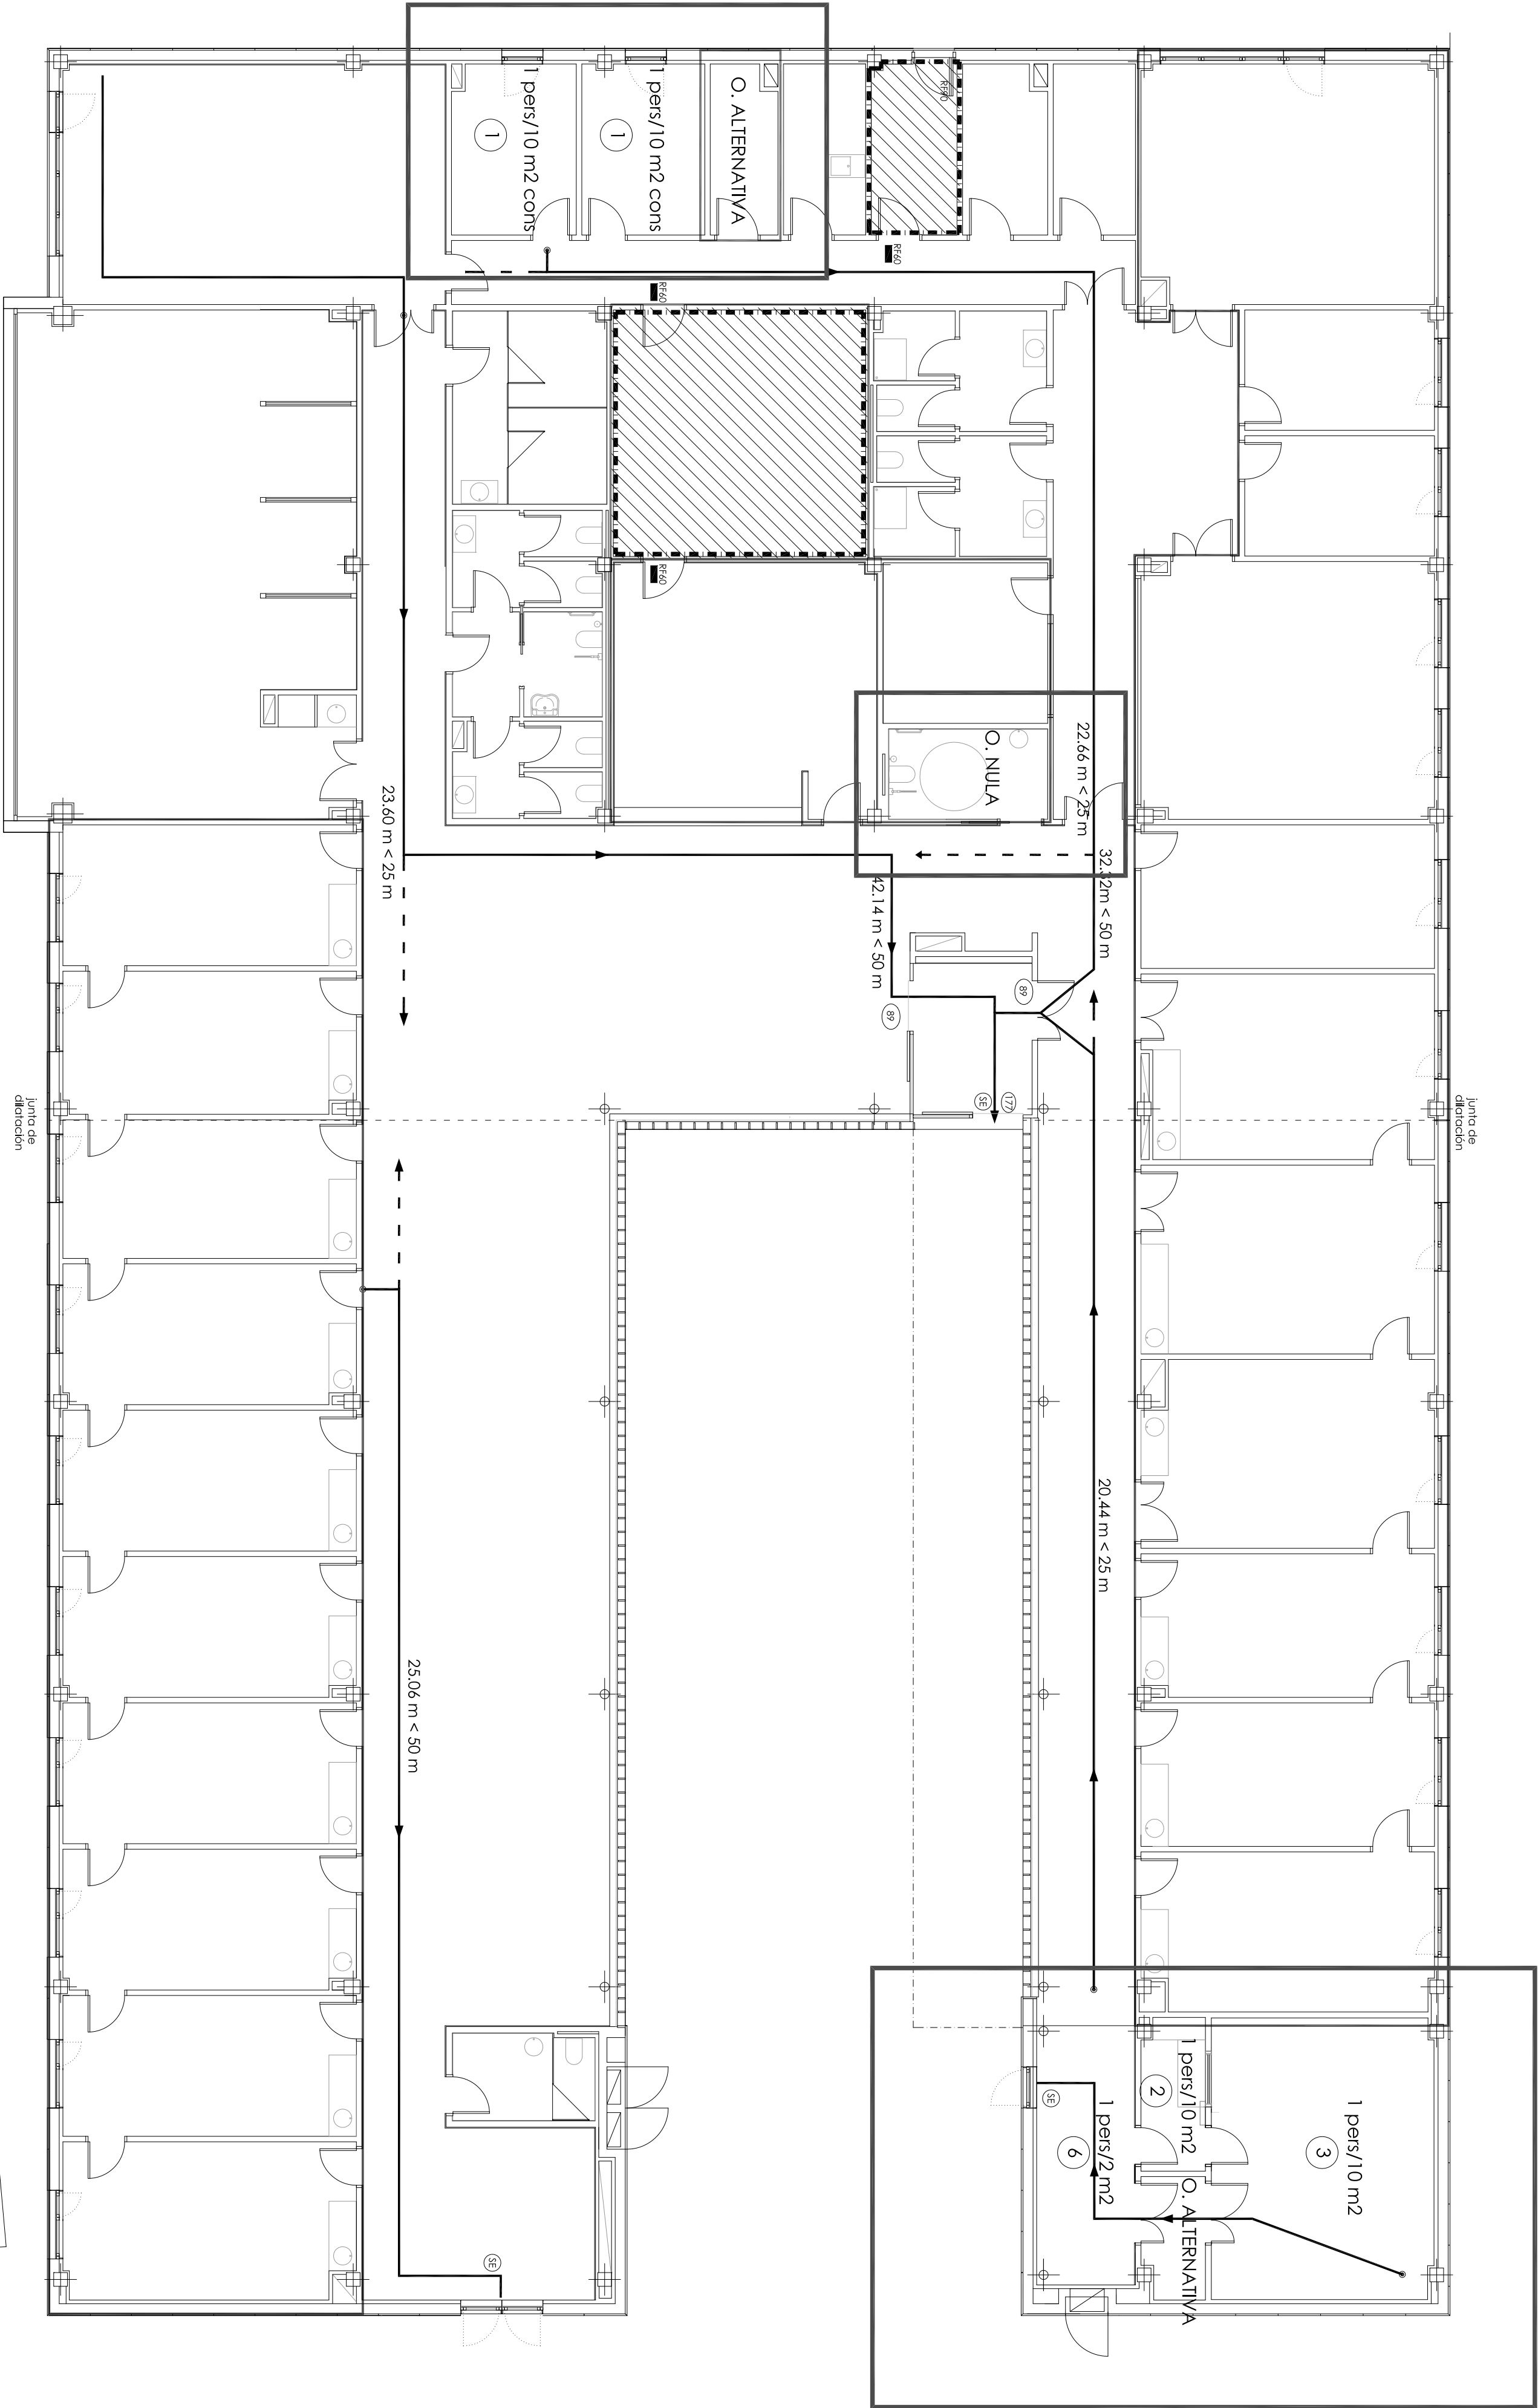 1 pers/10 m2 cons
1
1 pers/10 m2 cons
1
O. ALTERNATIVA
RF90
RF60
RF60
RF60
O. NULA
22.66 m < 25 m
23.60 m < 25 m
32.32m < 50 m
42.14 m < 50 m
89
89
177
SE
junta de
dilatación
junta de
dilatación
20.44 m < 25 m
25.06 m < 50 m
1 pers/10 m2
3
1 pers/10 m2
2
1 pers/2 m2
6
O. ALTERNATIVA
SE
SE